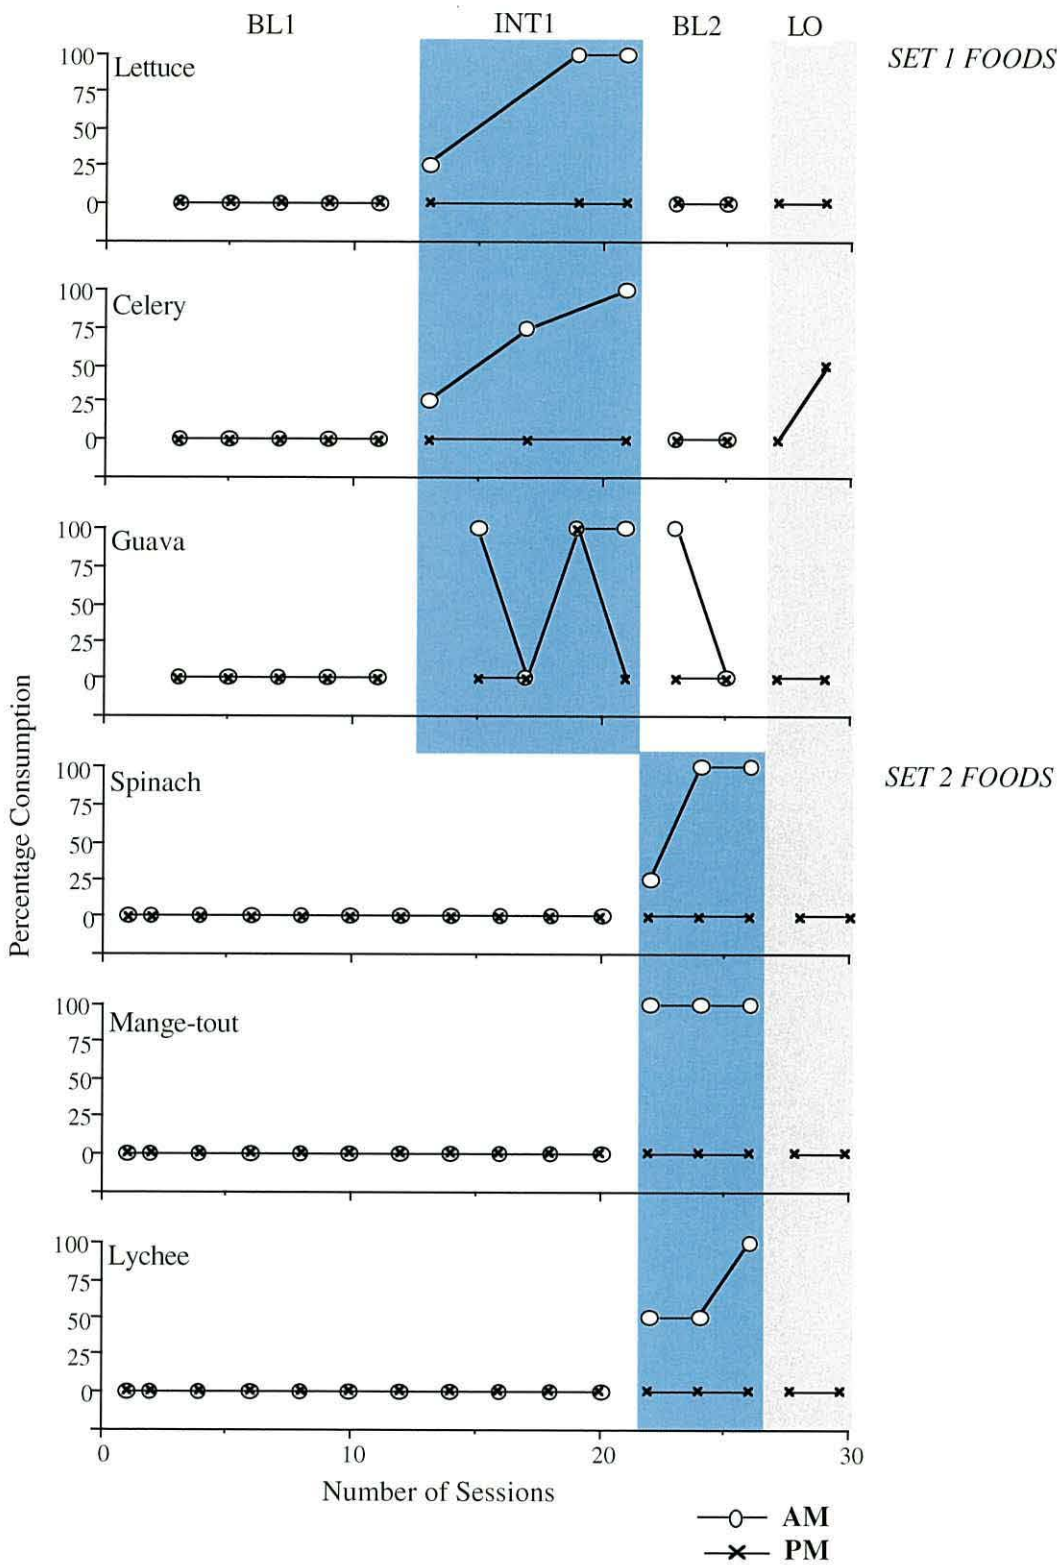 BL1 INT1 BL2 LO
SET 1 FOODS
Lettuce
100
75
50
25
0
Celery
100
75
50
25
0
Guava
100
75
50
25
0
SET 2 FOODS
Spinach
100
75
50
25
0
Mange-tout
100
75
50
25
0
Lychee
100
75
50
25
0
0 10 20 30
Percentage Consumption
Number of Sessions
AM
PM